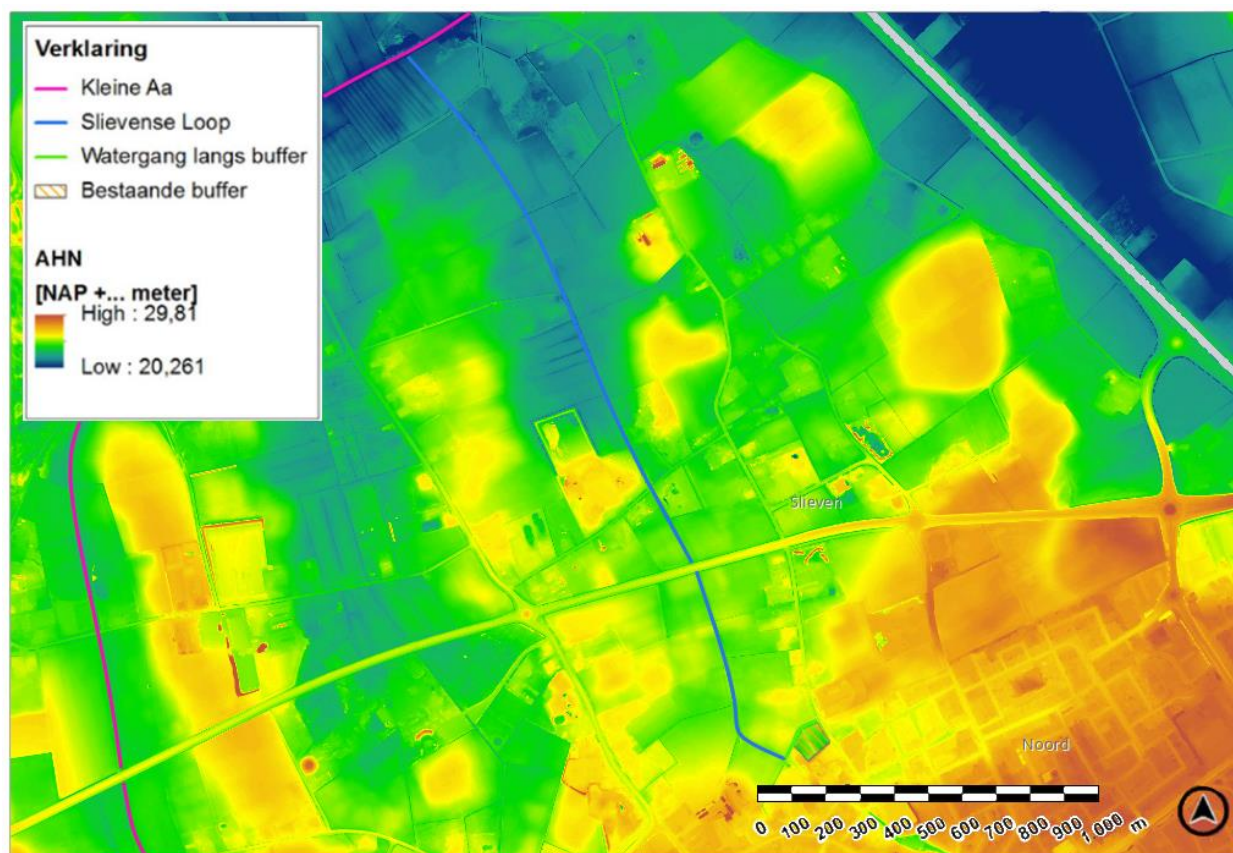 Verklaring
Kleine Aa
Slievense Loop
Watergang langs buffer
Bestaande buffer
AHN
[NAP +... meter]
High : 29,81
Low : 20,261
Slieven
Noord
0 100 200 300 400 500 600 700 800 900 1.000 m